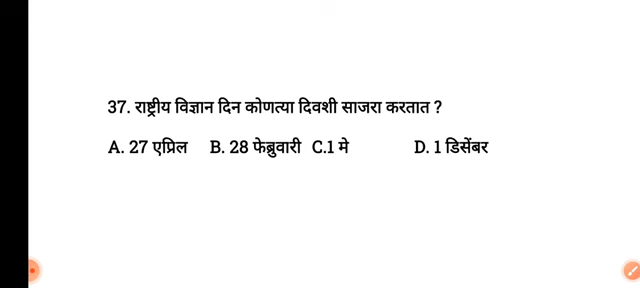 37. राष्ट्रीय विज्ञान दिन कोणत्या दिवशी साजरा करतात ?
A. 27 एप्रिल B. 28 फेब्रुवारी C.1 मे D. 1 डिसेंबर